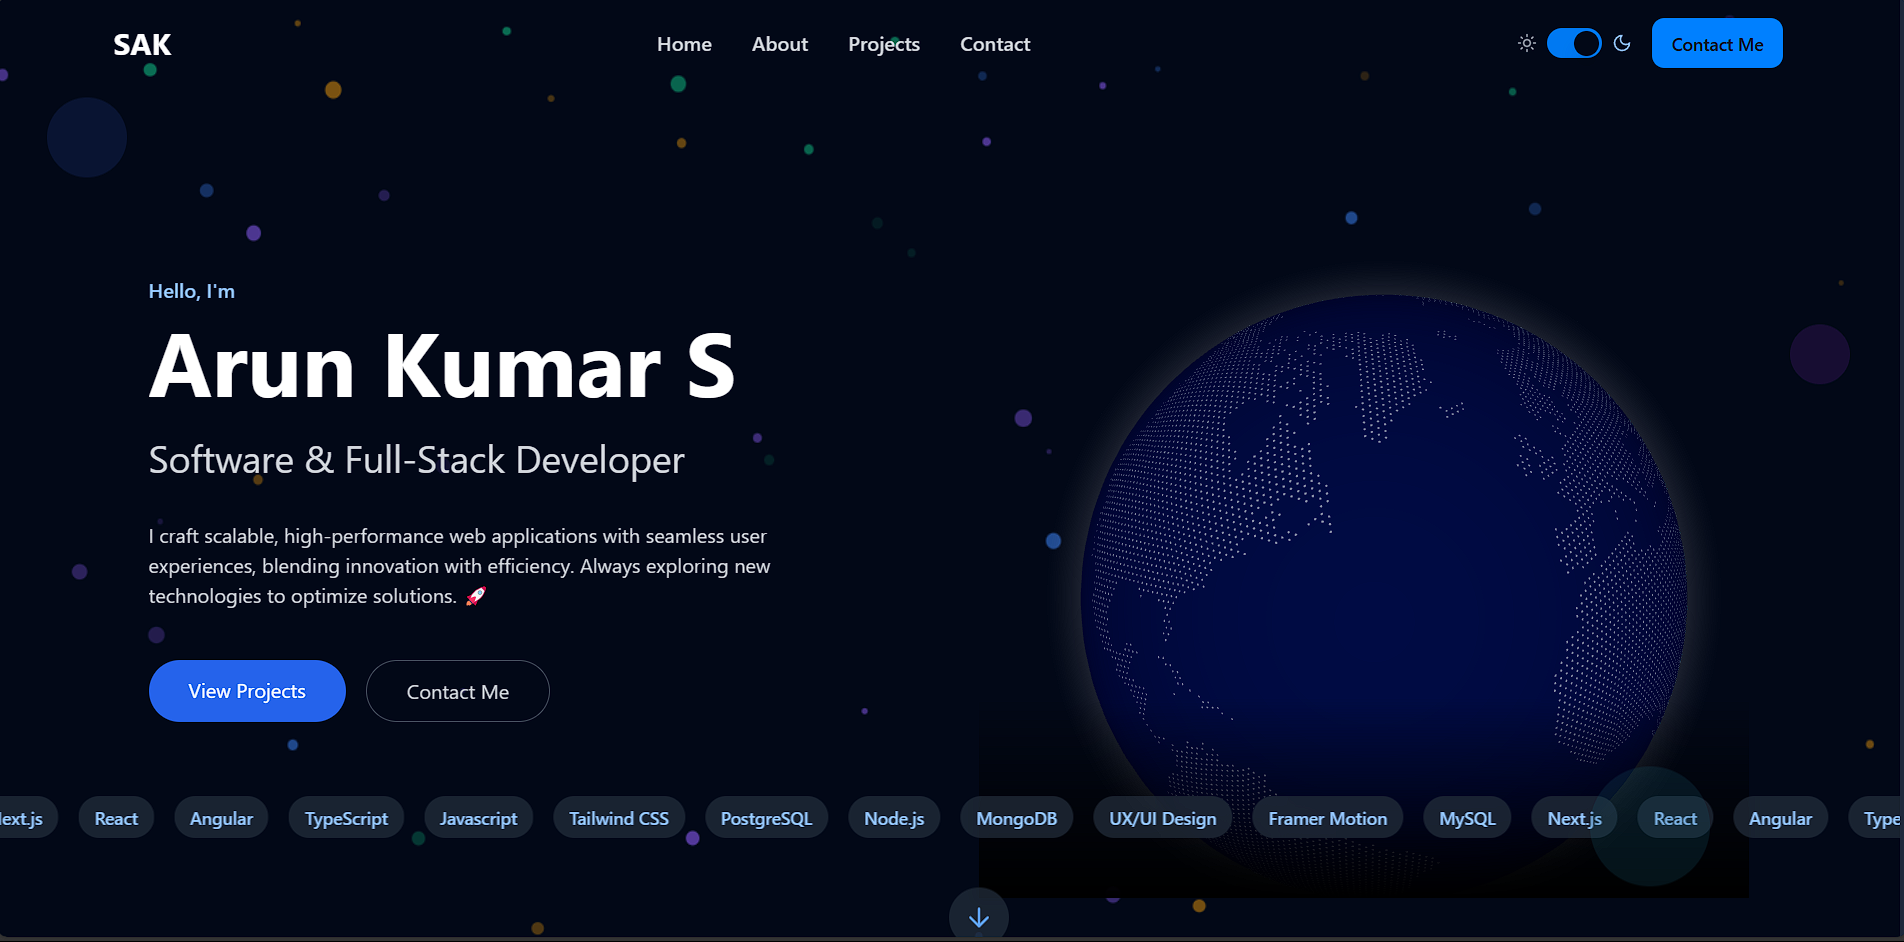 SAK
Home
About
Projects
Contact
Contact Me
Hello, I'm
Arun Kumar S
Software & Full-Stack Developer
I craft scalable, high-performance web applications with seamless user
experiences, blending innovation with efficiency. Always exploring new
technologies to optimize solutions. 🚀
View Projects
Contact Me
ext.js
React
Angular
TypeScript
Javascript
Tailwind CSS
PostgreSQL
Node.js
MongoDB
UX/UI Design
Framer Motion
MySQL
Next.js
React
Angular
Type